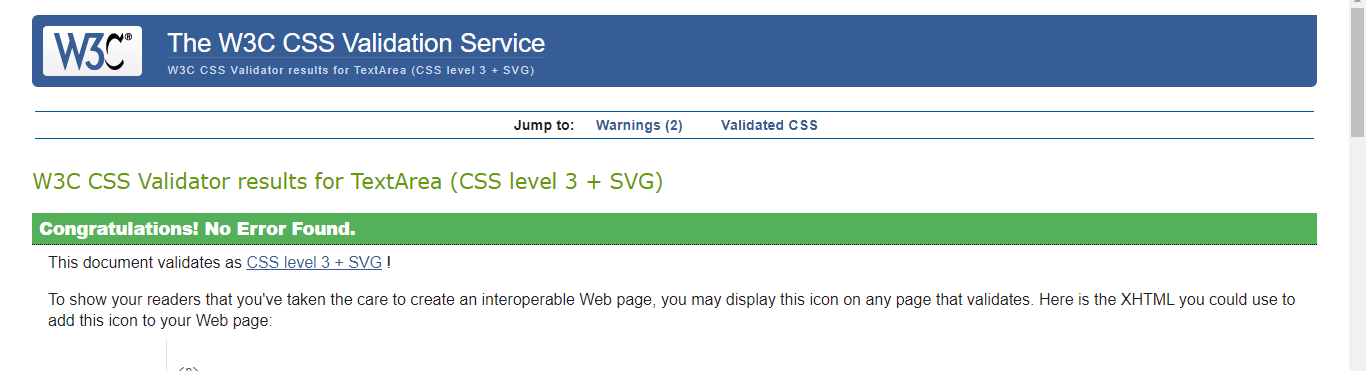 W3C®
The W3C CSS Validation Service
W3C CSS Validator results for TextArea (CSS level 3 + SVG)
Jump to: Warnings (2) Validated CSS
W3C CSS Validator results for TextArea (CSS level 3 + SVG)
Congratulations! No Error Found.
This document validates as CSS level 3 + SVG !
To show your readers that you've taken the care to create an interoperable Web page, you may display this icon on any page that validates. Here is the XHTML you could use to
add this icon to your Web page: